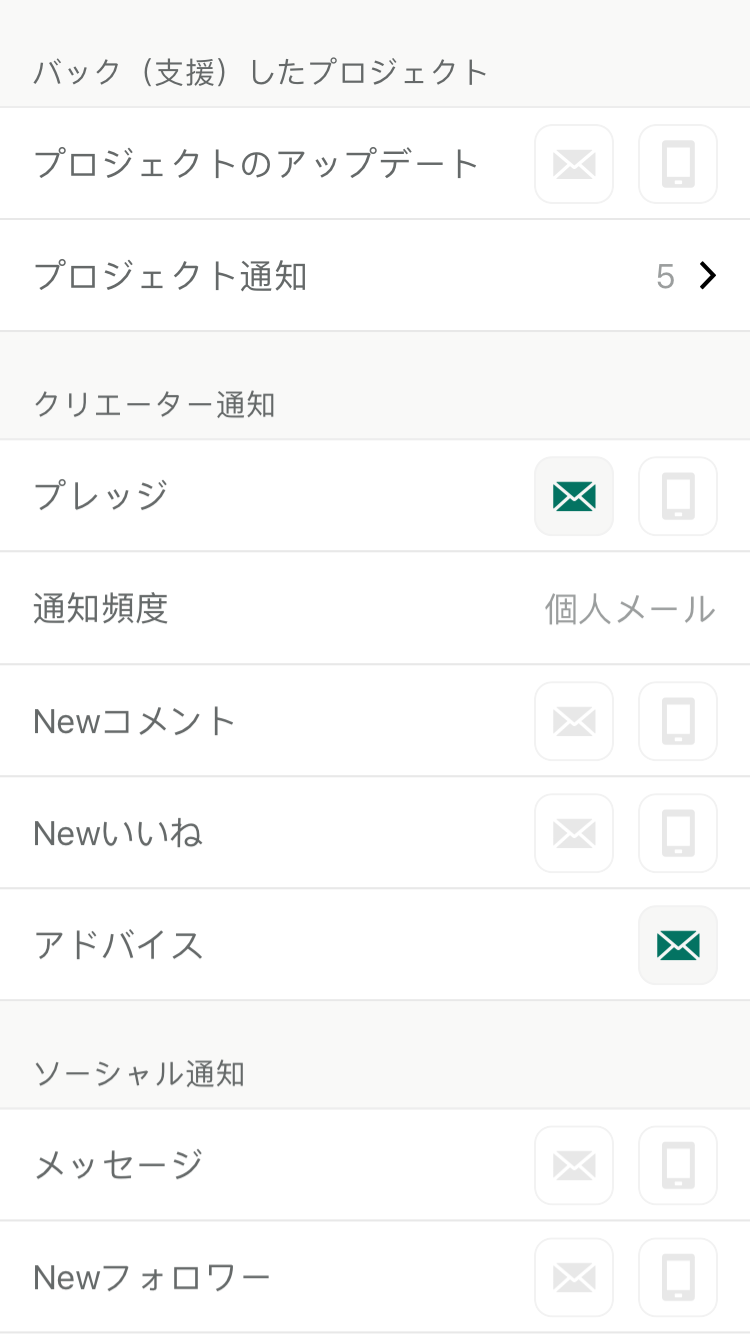 バック（支援）したプロジェクト
プロジェクトのアップデート
プロジェクト通知 5
クリエーター通知
プレッジ
通知頻度 個人メール
Newコメント
Newいいね
アドバイス
ソーシャル通知
メッセージ
Newフォロワー